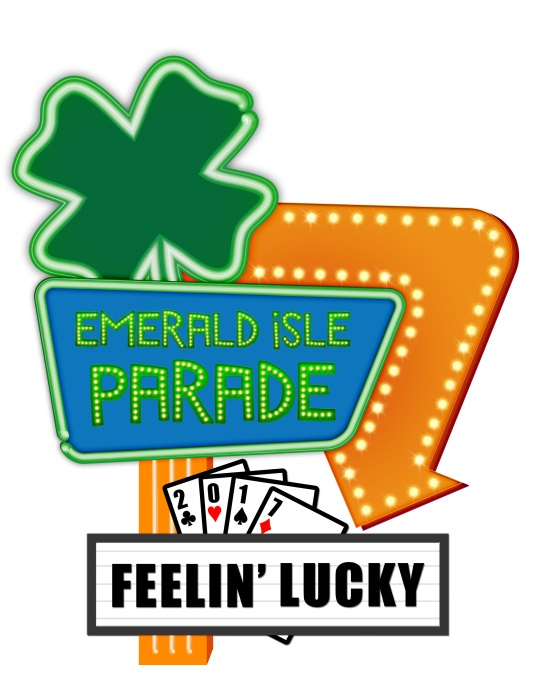 EMERALD iSLE
PARADE
2 0 1 7
FEELIN' LUCKY